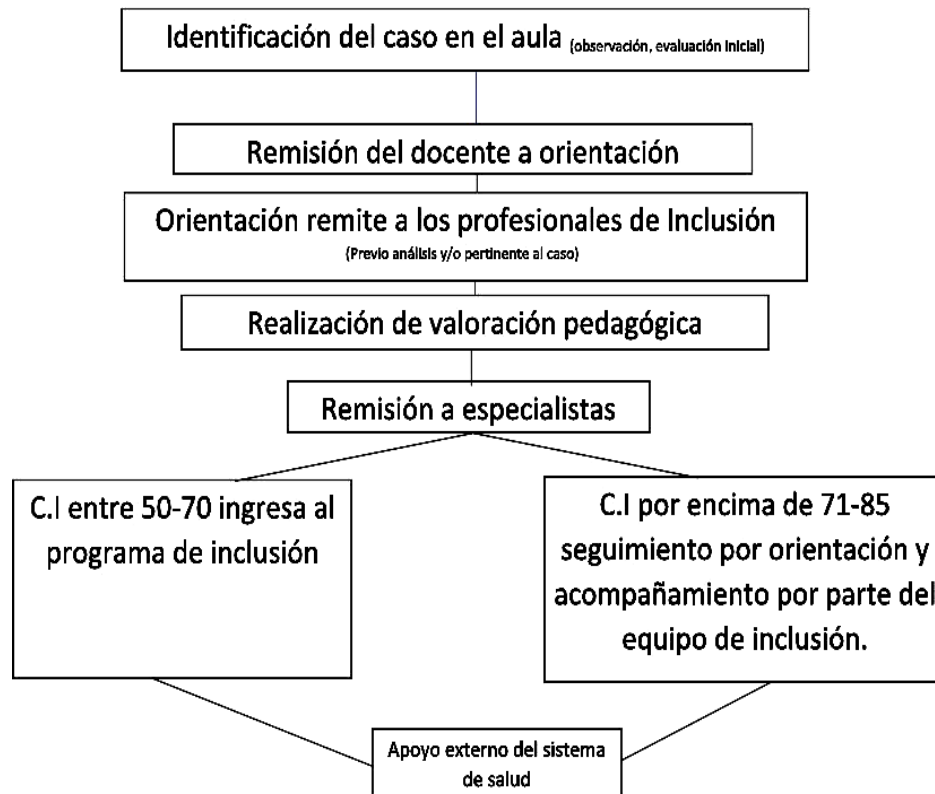 Identificación del caso en el aula (observación, evaluación inicial)
Remisión del docente a orientación
Orientación remite a los profesionales de Inclusión
(Previo análisis y/o pertinente al caso)
Realización de valoración pedagógica
Remisión a especialistas
C.I entre 50-70 ingresa al
programa de inclusión
C.I por encima de 71-85
seguimiento por orientación y
acompañamiento por parte del
equipo de inclusión.
Apoyo externo del sistema
de salud